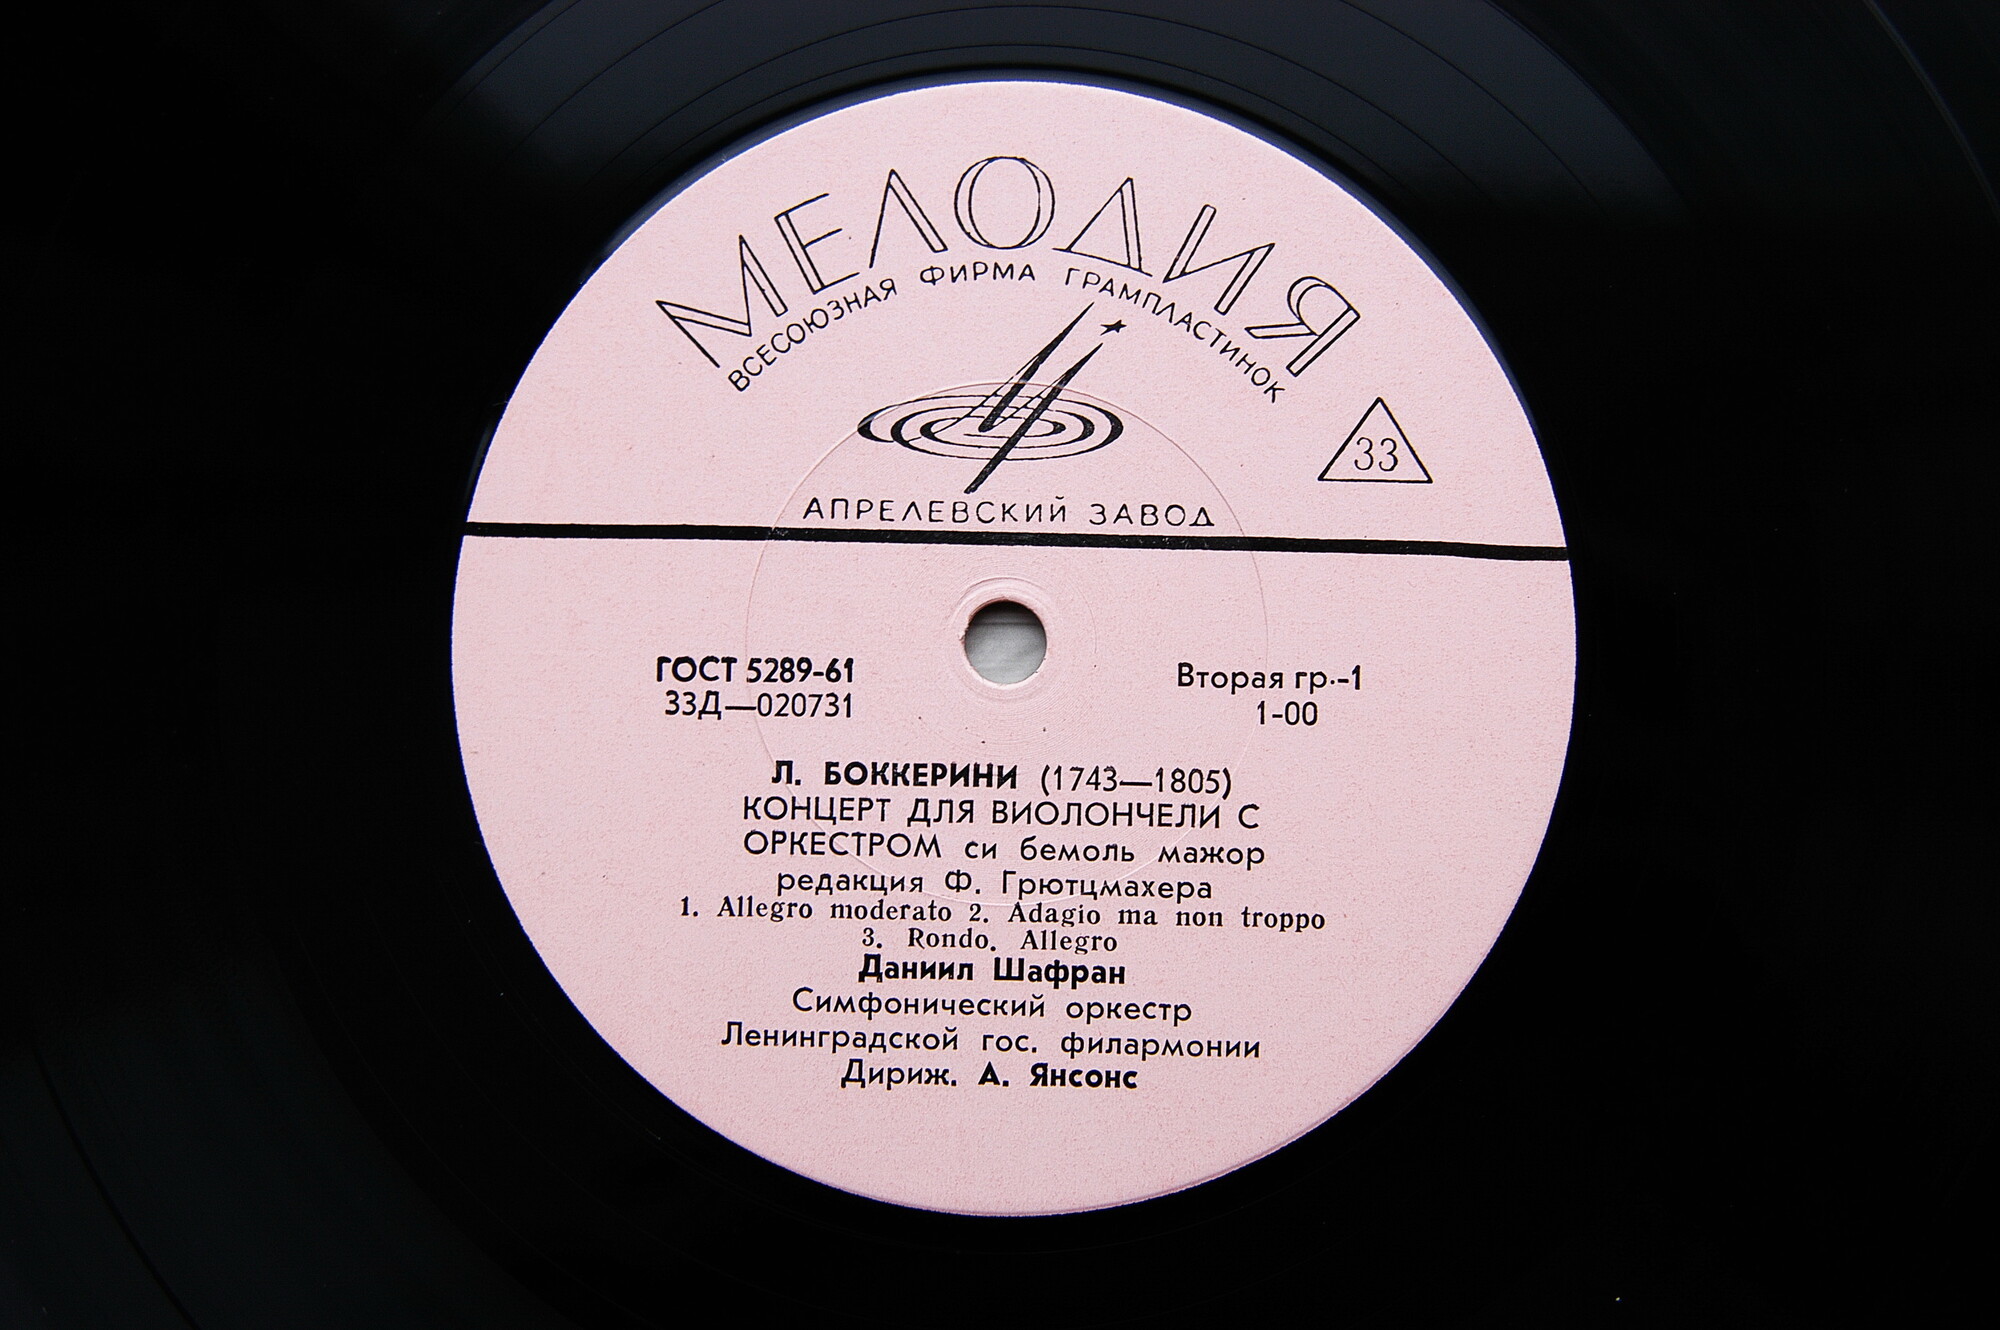 МЕЛОДИЯ
ВСЕСОЮЗНАЯ ФИРМА ГРАМПЛАСТИНОК
33
АПРЕЛЕВСКИЙ ЗАВОД
ГОСТ 5289-61
33Д—020731
Вторая гр.-1
1-00
Л. БОККЕРИНИ (1743—1805)
КОНЦЕРТ ДЛЯ ВИОЛОНЧЕЛИ С
ОРКЕСТРОМ си бемоль мажор
редакция Ф. Грютцмахера
1. Allegro moderato 2. Adagio ma non troppo
3. Rondo. Allegro
Даниил Шафран
Симфонический оркестр
Ленинградской гос. филармонии
Дириж. А. Янсонс